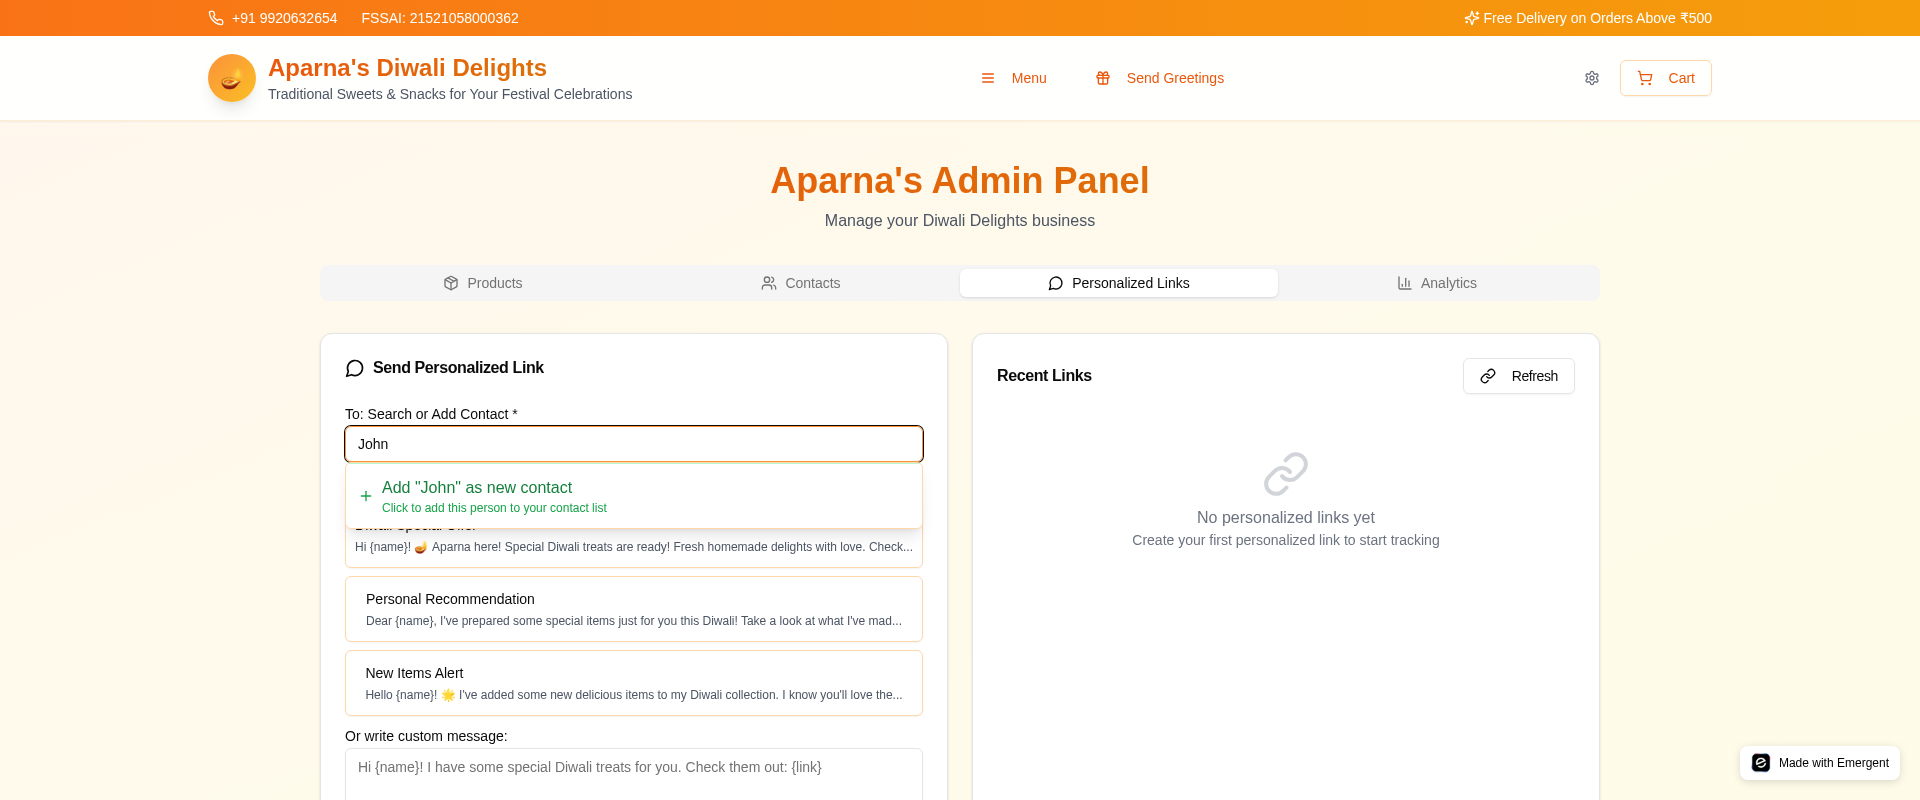 +91 9920632654
FSSAI: 21521058000362
Free Delivery on Orders Above ₹500
Aparna's Diwali Delights
Traditional Sweets & Snacks for Your Festival Celebrations
Menu
Send Greetings
Cart
Aparna's Admin Panel
Manage your Diwali Delights business
Products
Contacts
Personalized Links
Analytics
Send Personalized Link
To: Search or Add Contact *
John
Add "John" as new contact
Click to add this person to your contact list
Hi {name}! 🪔 Aparna here! Special Diwali treats are ready! Fresh homemade delights with love. Check...
Personal Recommendation
Dear {name}, I've prepared some special items just for you this Diwali! Take a look at what I've mad...
New Items Alert
Hello {name}! 🌟 I've added some new delicious items to my Diwali collection. I know you'll love the...
Or write custom message:
Hi {name}! I have some special Diwali treats for you. Check them out: {link}
Recent Links
Refresh
No personalized links yet
Create your first personalized link to start tracking
Made with Emergent